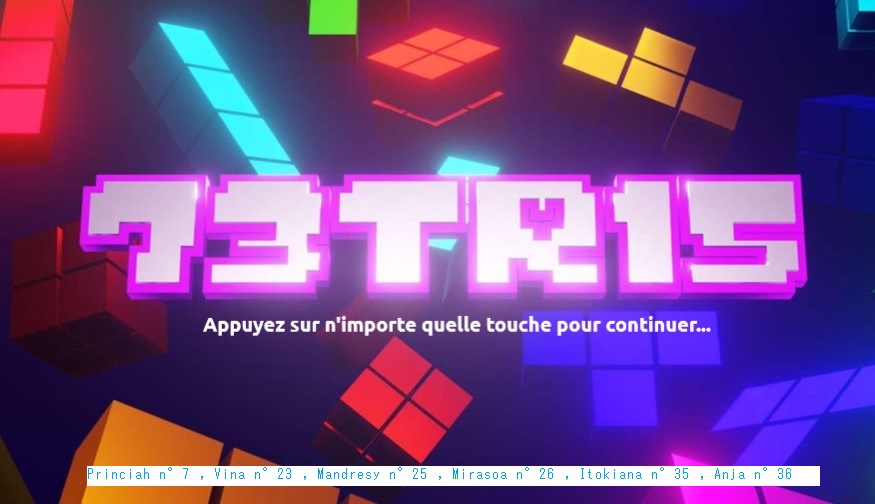 73TR15
Appuyez sur n'importe quelle touche pour continuer...
Princiah n° 7 , Vina n° 23 , Mandresy n° 25 , Mirasoa n° 26 , Itokiana n° 35 , Anja n° 36